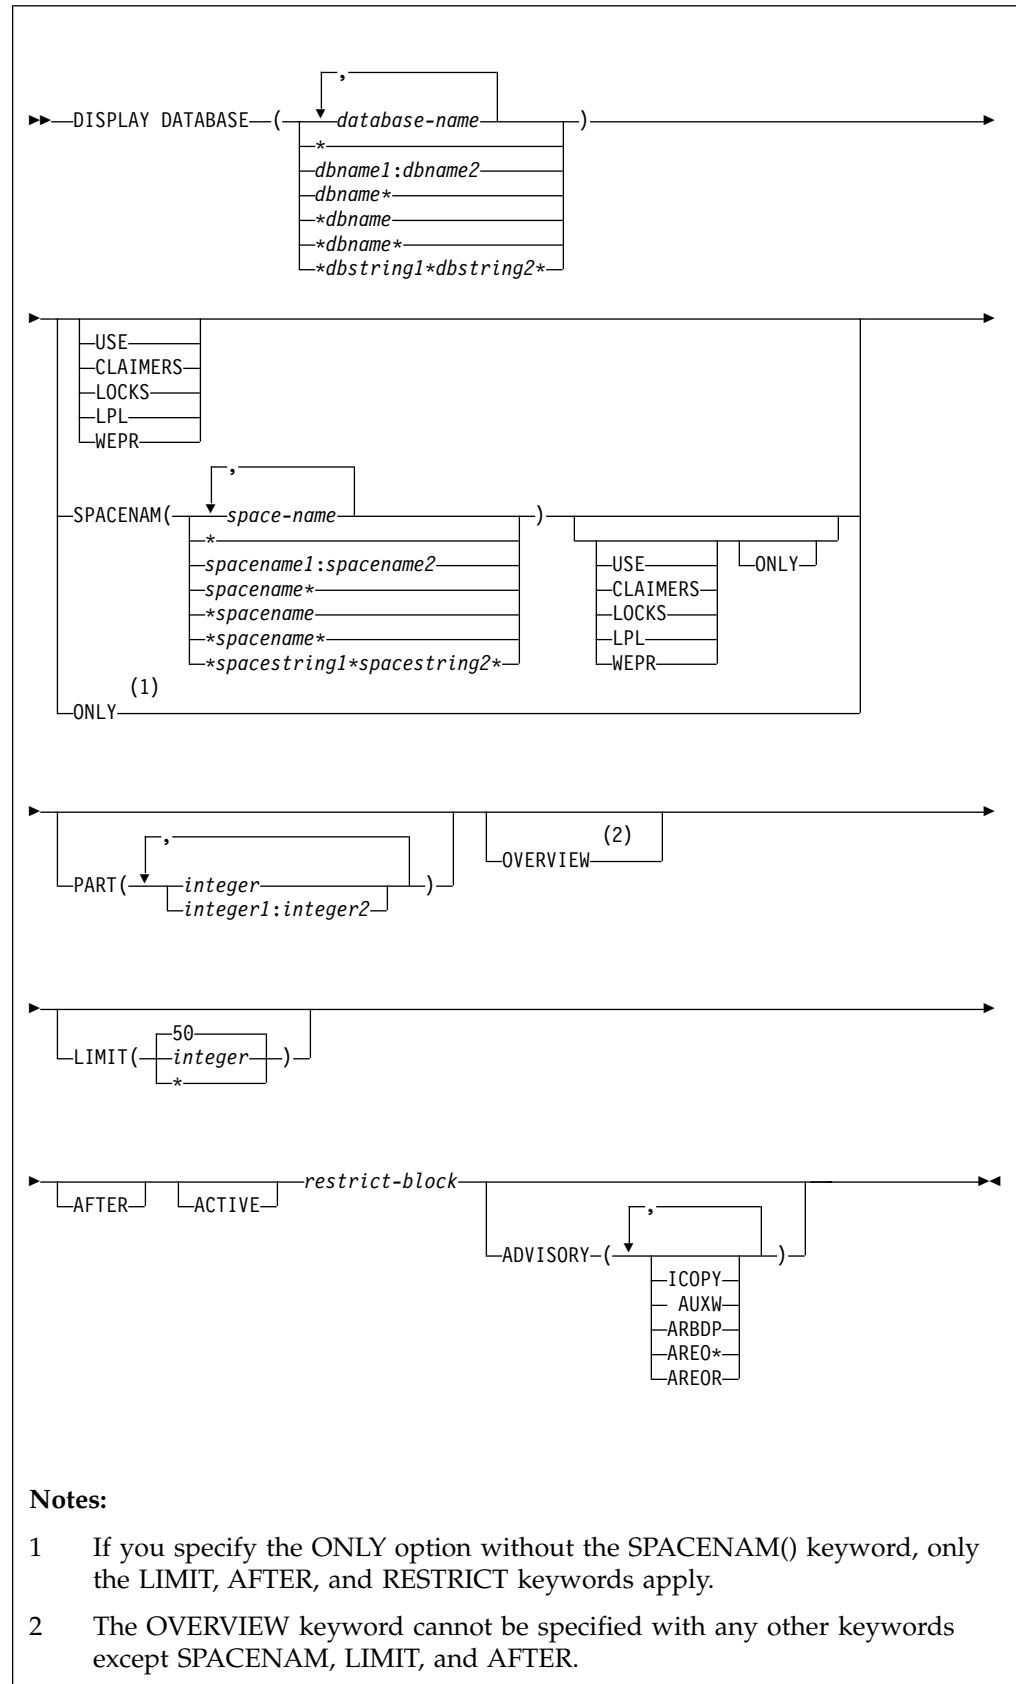 ,
DISPLAY DATABASE ( database-name )
*
dbname1:dbname2
dbname*
*dbname
*dbname*
*dbstring1*dbstring2*
USE
CLAIMERS
LOCKS
LPL
WEPR
,
SPACENAM( space-name )
*
spacename1:spacename2
spacename*
*spacename
*spacename*
*spacestring1*spacestring2*
USE ONLY
CLAIMERS
LOCKS
LPL
WEPR
(1)
ONLY
,
PART( integer )
integer1:integer2
(2)
OVERVIEW
50
LIMIT( integer )
*
AFTER ACTIVE restrict-block
,
ADVISORY ( )
ICOPY
AUXW
ARBDP
AREO*
AREOR
Notes:
1 If you specify the ONLY option without the SPACENAM() keyword, only
the LIMIT, AFTER, and RESTRICT keywords apply.
2 The OVERVIEW keyword cannot be specified with any other keywords
except SPACENAM, LIMIT, and AFTER.